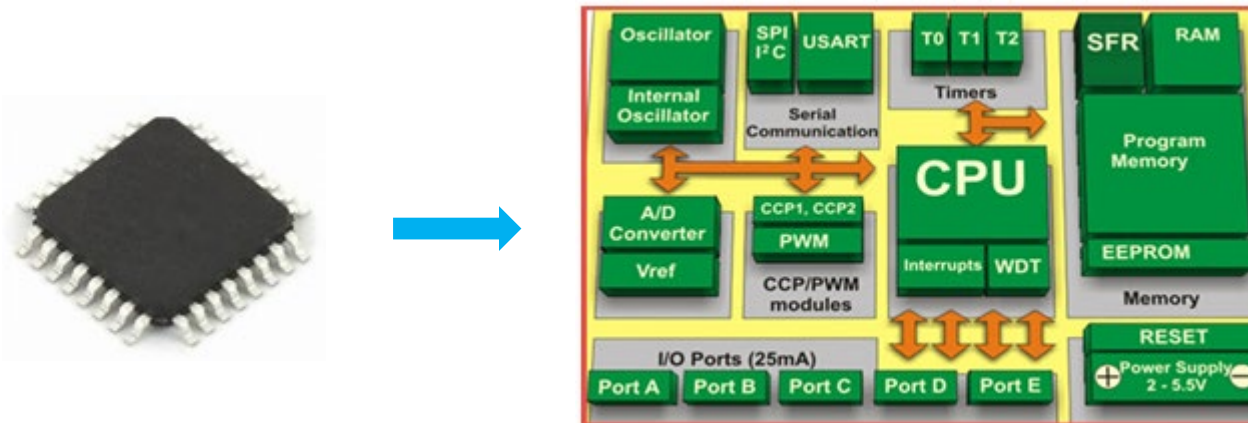 Oscillator
Internal
Oscillator
SPI
I²C
USART
Serial
Communication
T0 T1 T2
Timers
SFR
RAM
Program
Memory
EEPROM
Memory
CPU
Interrupts
WDT
A/D
Converter
Vref
CCP1, CCP2
PWM
CCP/PWM
modules
I/O Ports (25mA)
Port A Port B Port C Port D Port E
RESET
+ Power Supply −
2 - 5.5V